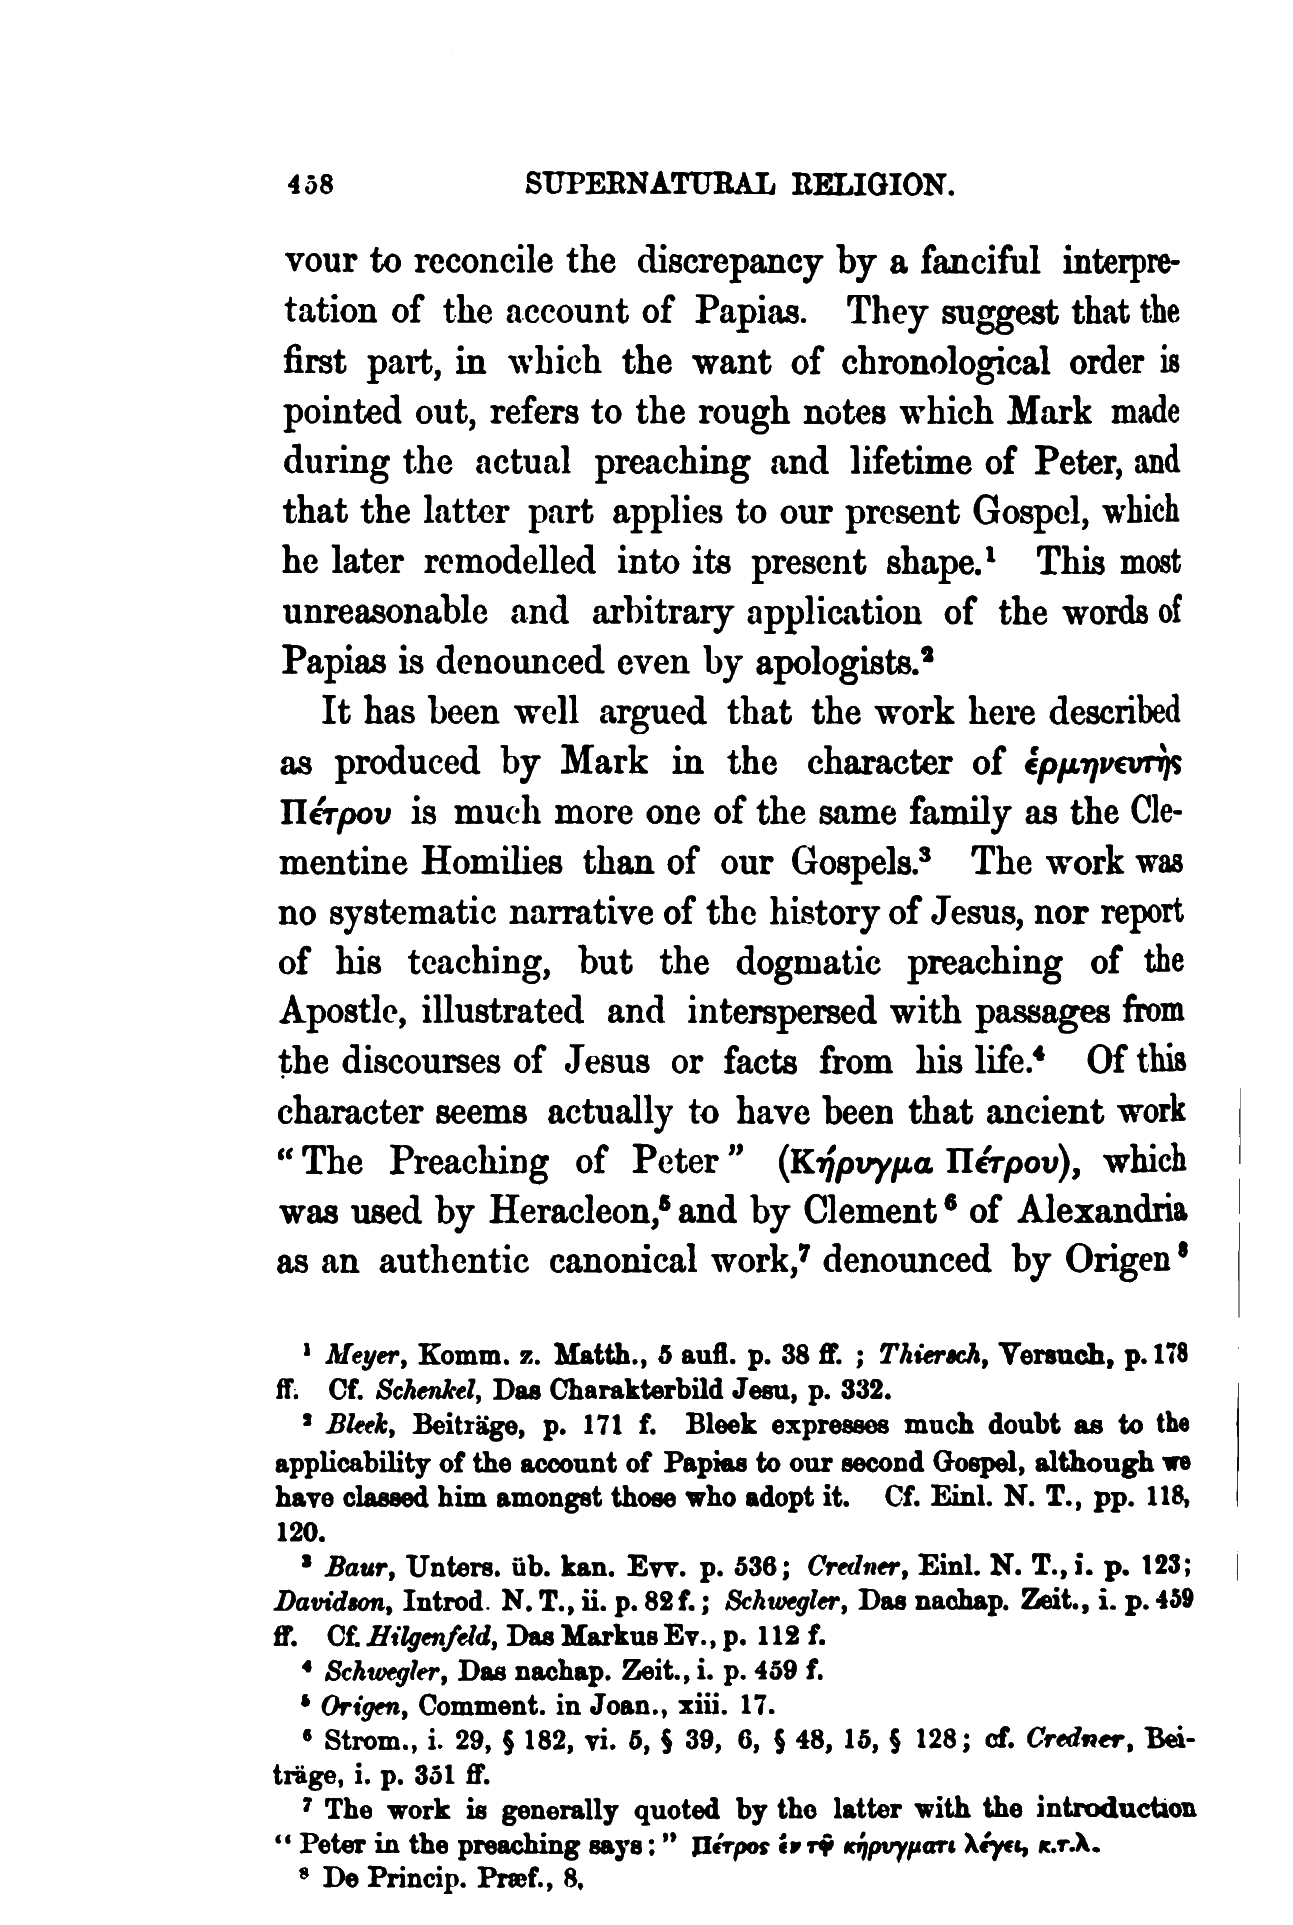 458 SUPERNATURAL RELIGION.
vour to reconcile the discrepancy by a fanciful interpre-
tation of the account of Papias. They suggest that the
first part, in which the want of chronological order is
pointed out, refers to the rough notes which Mark made
during the actual preaching and lifetime of Peter, and
that the latter part applies to our present Gospel, which
he later remodelled into its present shape.¹ This most
unreasonable and arbitrary application of the words of
Papias is denounced even by apologists.²
It has been well argued that the work here described
as produced by Mark in the character of ἑρμηνευτὴς
Πέτρου is much more one of the same family as the Cle-
mentine Homilies than of our Gospels.³ The work was
no systematic narrative of the history of Jesus, nor report
of his teaching, but the dogmatic preaching of the
Apostle, illustrated and interspersed with passages from
the discourses of Jesus or facts from his life.⁴ Of this
character seems actually to have been that ancient work
“The Preaching of Peter” (Κήρυγμα Πέτρου), which
was used by Heracleon,⁵ and by Clement⁶ of Alexandria
as an authentic canonical work,⁷ denounced by Origen⁸
¹ Meyer, Komm. z. Matth., 5 aufl. p. 38 ff. ; Thiersch, Versuch, p. 178
ff. Cf. Schenkel, Das Charakterbild Jesu, p. 332.
² Bleek, Beiträge, p. 171 f. Bleek expresses much doubt as to the
applicability of the account of Papias to our second Gospel, although we
have classed him amongst those who adopt it. Cf. Einl. N. T., pp. 118,
120.
³ Baur, Unters. üb. kan. Evv. p. 536; Credner, Einl. N. T., i. p. 123;
Davidson, Introd. N. T., ii. p. 82 f.; Schwegler, Das nachap. Zeit., i. p. 459
ff. Cf. Hilgenfeld, Das Markus Ev., p. 112 f.
⁴ Schwegler, Das nachap. Zeit., i. p. 459 f.
⁵ Origen, Comment. in Joan., xiii. 17.
⁶ Strom., i. 29, § 182, vi. 5, § 39, 6, § 48, 15, § 128; cf. Credner, Bei-
träge, i. p. 351 ff.
⁷ The work is generally quoted by the latter with the introduction
“Peter in the preaching says:” Πέτρος ἐν τῷ κηρύγματι λέγει, κ.τ.λ.
⁸ De Princip. Præf., 8.